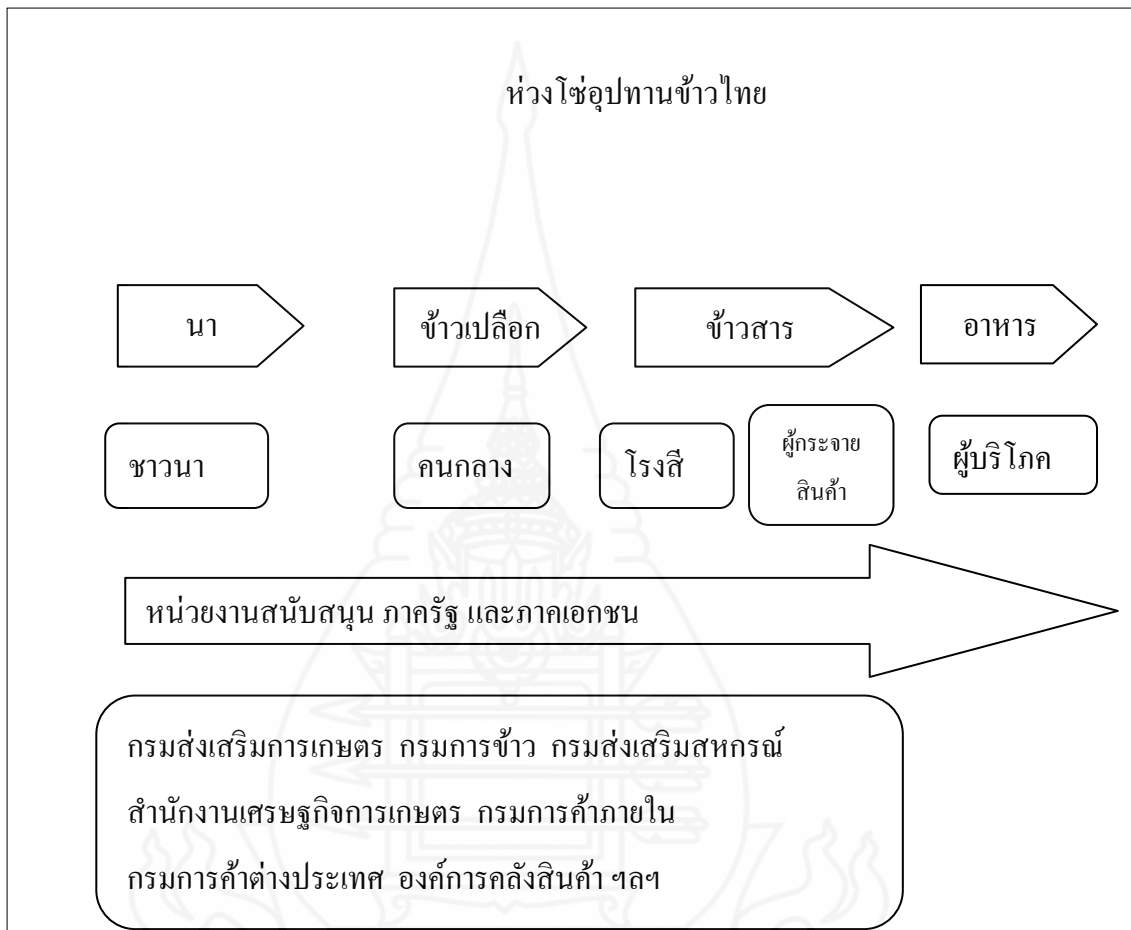 ห่วงโซ่อุปทานข้าวไทย
นา
ข้าวเปลือก
ข้าวสาร
อาหาร
ชาวนา
คนกลาง
โรงสี
ผู้กระจาย
สินค้า
ผู้บริโภค
หน่วยงานสนับสนุน ภาครัฐ และภาคเอกชน
กรมส่งเสริมการเกษตร กรมการข้าว กรมส่งเสริมสหกรณ์
สำนักงานเศรษฐกิจการเกษตร กรมการค้าภายใน
กรมการค้าต่างประเทศ องค์การคลังสินค้า ฯลฯ